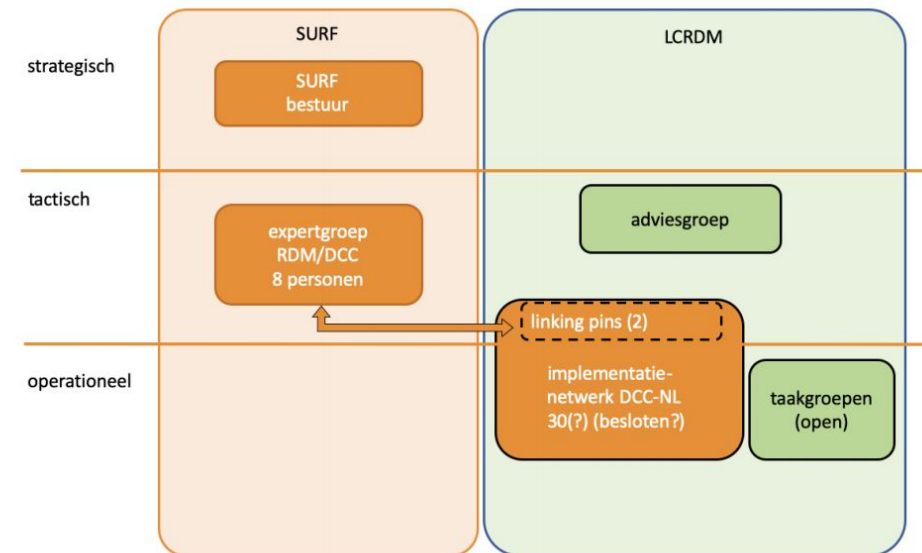 SURF
LCRDM
strategisch
SURF
bestuur
tactisch
expertgroep
RDM/DCC
8 personen
adviesgroep
linking pins (2)
operationeel
implementatie-
netwerk DCC-NL
30(?) (besloten?)
taakgroepen
(open)